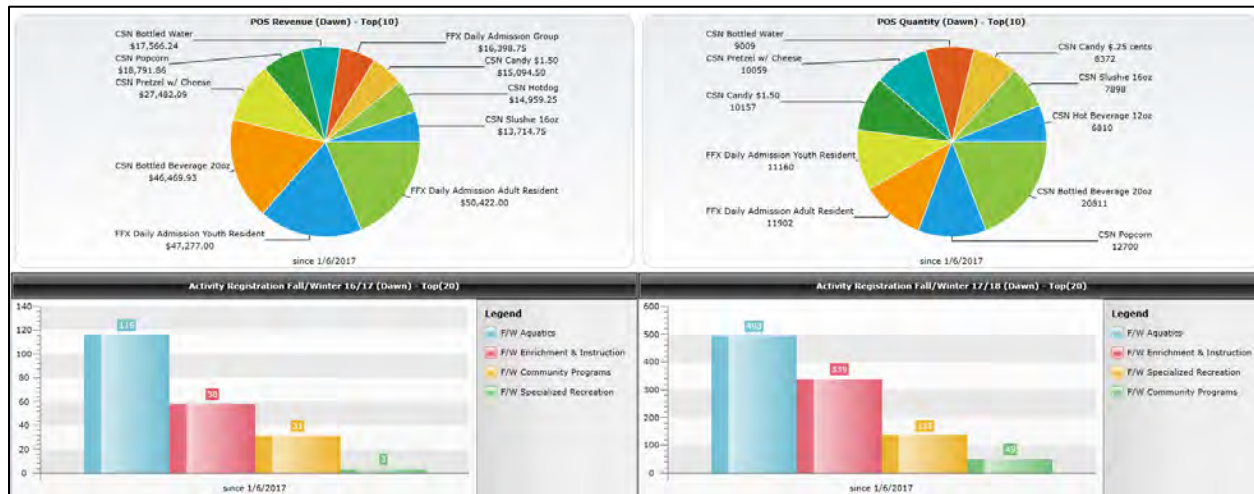 POS Revenue (Dawn) - Top(10)
CSN Bottled Water
$17,566.24
CSN Popcorn
$18,791.86
CSN Pretzel w/ Cheese
$27,482.09
CSN Bottled Beverage 20oz
$46,469.93
FFX Daily Admission Youth Resident
$47,277.00
FFX Daily Admission Group
$16,398.75
CSN Candy $1.50
$15,094.50
CSN Hotdog
$14,959.25
CSN Slushie 16oz
$13,714.75
FFX Daily Admission Adult Resident
$50,422.00
since 1/6/2017
POS Quantity (Dawn) - Top(10)
CSN Bottled Water
9009
CSN Pretzel w/ Cheese
10059
CSN Candy $1.50
10157
FFX Daily Admission Youth Resident
11160
FFX Daily Admission Adult Resident
11902
CSN Candy $.25 cents
8372
CSN Slushie 16oz
7898
CSN Hot Beverage 12oz
6810
CSN Bottled Beverage 20oz
20811
CSN Popcorn
12700
since 1/6/2017
Activity Registration Fall/Winter 16/17 (Dawn) - Top(20)
140
120
100
80
60
40
20
0
116
58
31
3
since 1/6/2017
Legend
F/W Aquatics
F/W Enrichment & Instruction
F/W Community Programs
F/W Specialized Recreation
Activity Registration Fall/Winter 17/18 (Dawn) - Top(20)
600
500
400
300
200
100
0
339
49
since 1/6/2017
Legend
F/W Aquatics
F/W Enrichment & Instruction
F/W Specialized Recreation
F/W Community Programs